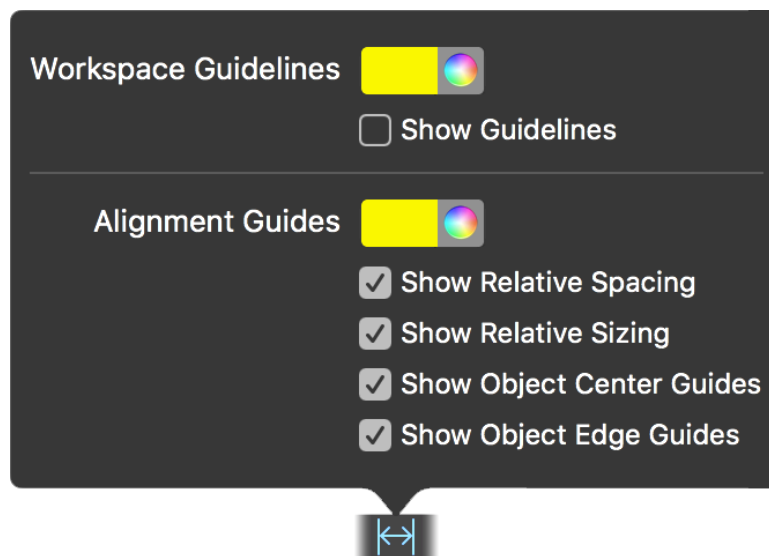 Workspace Guidelines
Show Guidelines
Alignment Guides
Show Relative Spacing
Show Relative Sizing
Show Object Center Guides
Show Object Edge Guides